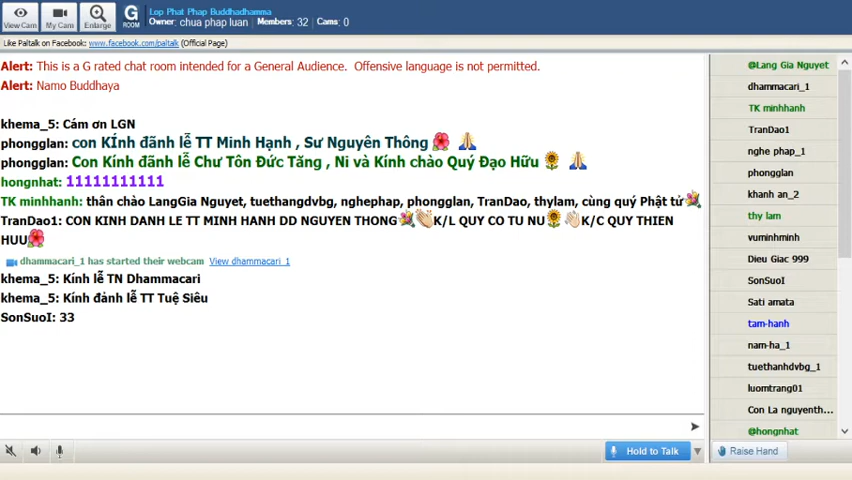 View Cam
My Cam
Enlarge
G
ROOM
Lop Phat Phap Buddhadhamma
Owner: chua phap luan   Members: 32   Cams: 0
Like Paltalk on Facebook: www.facebook.com/paltalk (Official Page)
Alert: This is a G rated chat room intended for a General Audience.  Offensive language is not permitted.
Alert: Namo Buddhaya
khema_5: Cám ơn LGN
phongglan: con KÍnh đãnh lễ TT Minh Hạnh , Sư Nguyên Thông
phongglan: Con Kính đãnh lễ Chư Tôn Đức Tăng , Ni và Kính chào Quý Đạo Hữu
hongnhat: 11111111111
TK minhhanh: thân chào LangGia Nguyet, tuethangdvbg, nghephap, phongglan, TranDao, thylam, cùng quý Phật tử
TranDao1: CON KINH DANH LE TT MINH HANH DD NGUYEN THONG K/L QUY CO TU NU K/C QUY THIEN
HUU
dhammacari_1 has started their webcam  View dhammacari_1
khema_5: Kính lễ TN Dhammacari
khema_5: Kính đảnh lễ TT Tuệ Siêu
SonSuoI: 33
Hold to Talk
@Lang Gia Nguyet
dhammacari_1
TK minhhanh
TranDao1
nghe phap_1
phongglan
khanh an_2
thy lam
vuminhminh
Dieu Giac 999
SonSuoI
Sati amata
tam-hanh
nam-ha_1
tuethanhdvbg_1
luomtrang01
Con La nguyenth...
@hongnhat
Raise Hand